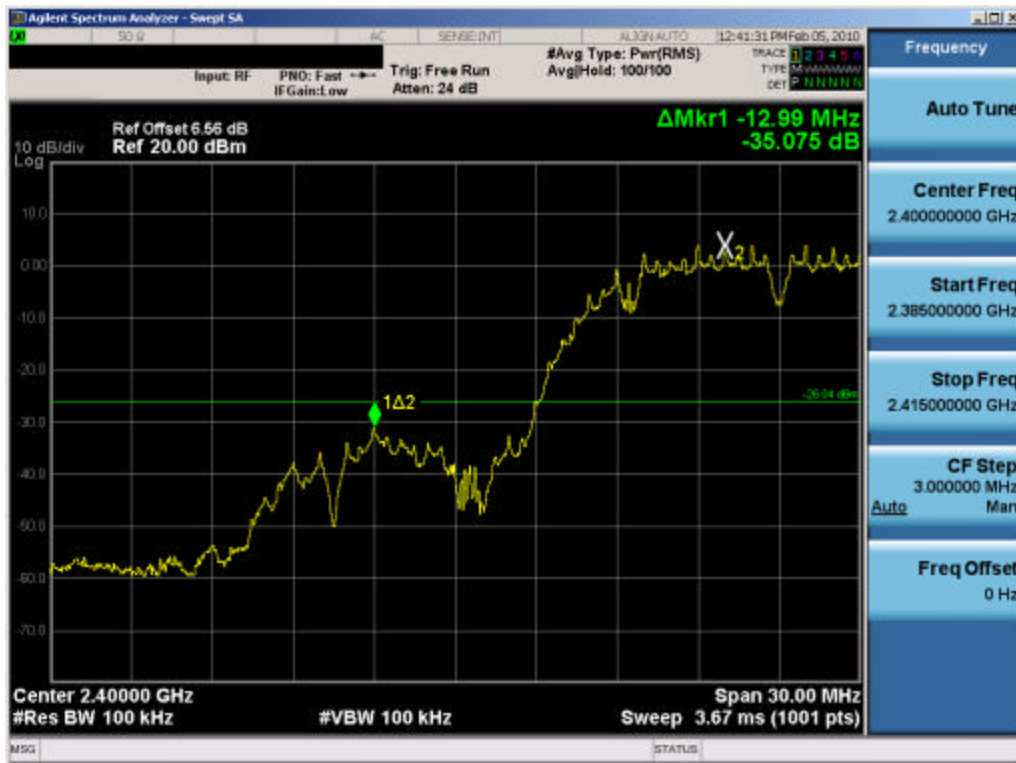 Agilent Spectrum Analyzer - Swept SA
50 Ω AC SENSE:INT ALIGN AUTO 12:41:31 PM Feb 05, 2010
Frequency
Input: RF PNO: Fast Trig: Free Run #Avg Type: Pwr(RMS) TRACE 1 2 3 4 5 6
IFGain:Low Atten: 24 dB Avg|Hold: 100/100 TYPE M WWWWW
DET P N N N N N
Auto Tune
Ref Offset 6.56 dB ΔMkr1 -12.99 MHz
10 dB/div Ref 20.00 dBm -35.075 dB
Log
10.0
0.00
-10.0
-20.0
-30.0
-40.0
-50.0
-60.0
-70.0
2
1Δ2
-26.04 dBm
Center 2.40000 GHz Span 30.00 MHz
#Res BW 100 kHz #VBW 100 kHz Sweep 3.67 ms (1001 pts)
Center Freq
2.400000000 GHz
Start Freq
2.385000000 GHz
Stop Freq
2.415000000 GHz
CF Step
3.000000 MHz
Auto Man
Freq Offset
0 Hz
MSG STATUS